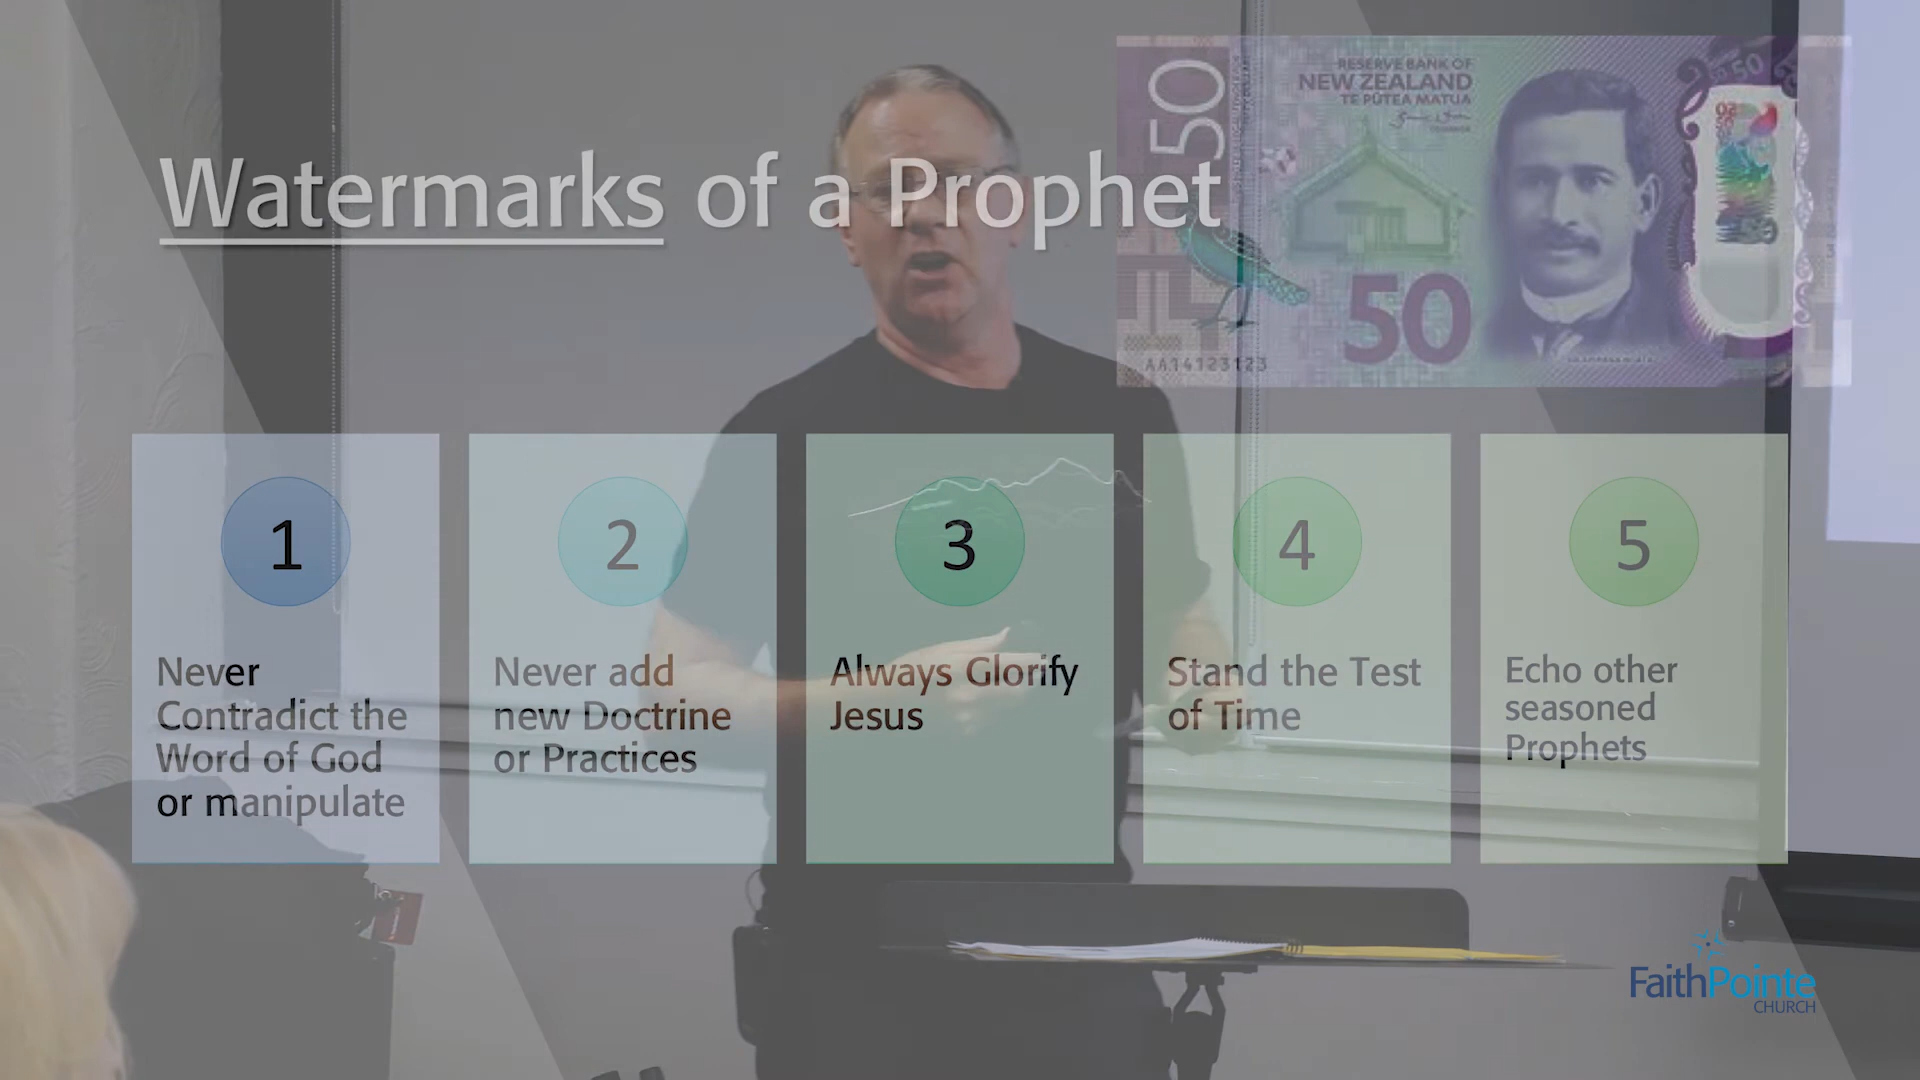 Watermarks of a Prophet
50
RESERVE BANK OF
NEW ZEALAND
TE PŪTEA MATUA
50
50
AA14123123
1
Never
Contradict the
Word of God
or manipulate
2
Never add
new Doctrine
or Practices
3
Always Glorify
Jesus
4
Stand the Test
of Time
5
Echo other
seasoned
Prophets
FaithPointe
CHURCH